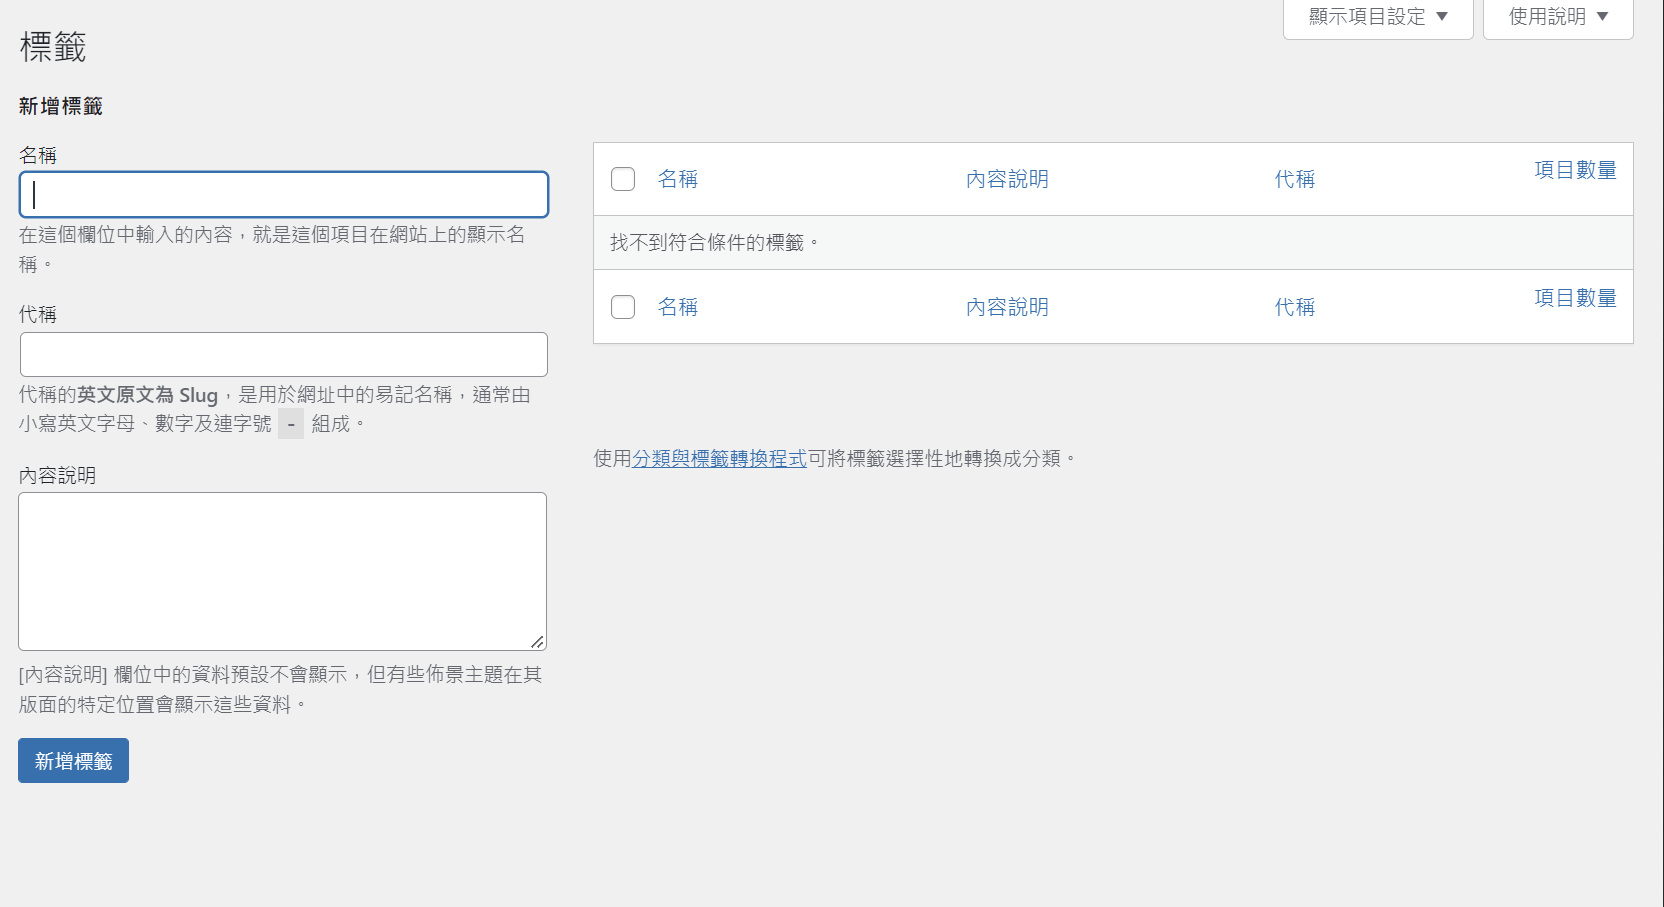 顯示項目設定 ▼
使用說明 ▼
標籤
新增標籤
名稱
在這個欄位中輸入的內容，就是這個項目在網站上的顯示名
稱。
代稱
代稱的英文原文為 Slug，是用於網址中的易記名稱，通常由
小寫英文字母、數字及連字號 - 組成。
內容說明
[內容說明] 欄位中的資料預設不會顯示，但有些佈景主題在其
版面的特定位置會顯示這些資料。
新增標籤
名稱 內容說明 代稱 項目數量
找不到符合條件的標籤。
名稱 內容說明 代稱 項目數量
使用分類與標籤轉換程式可將標籤選擇性地轉換成分類。